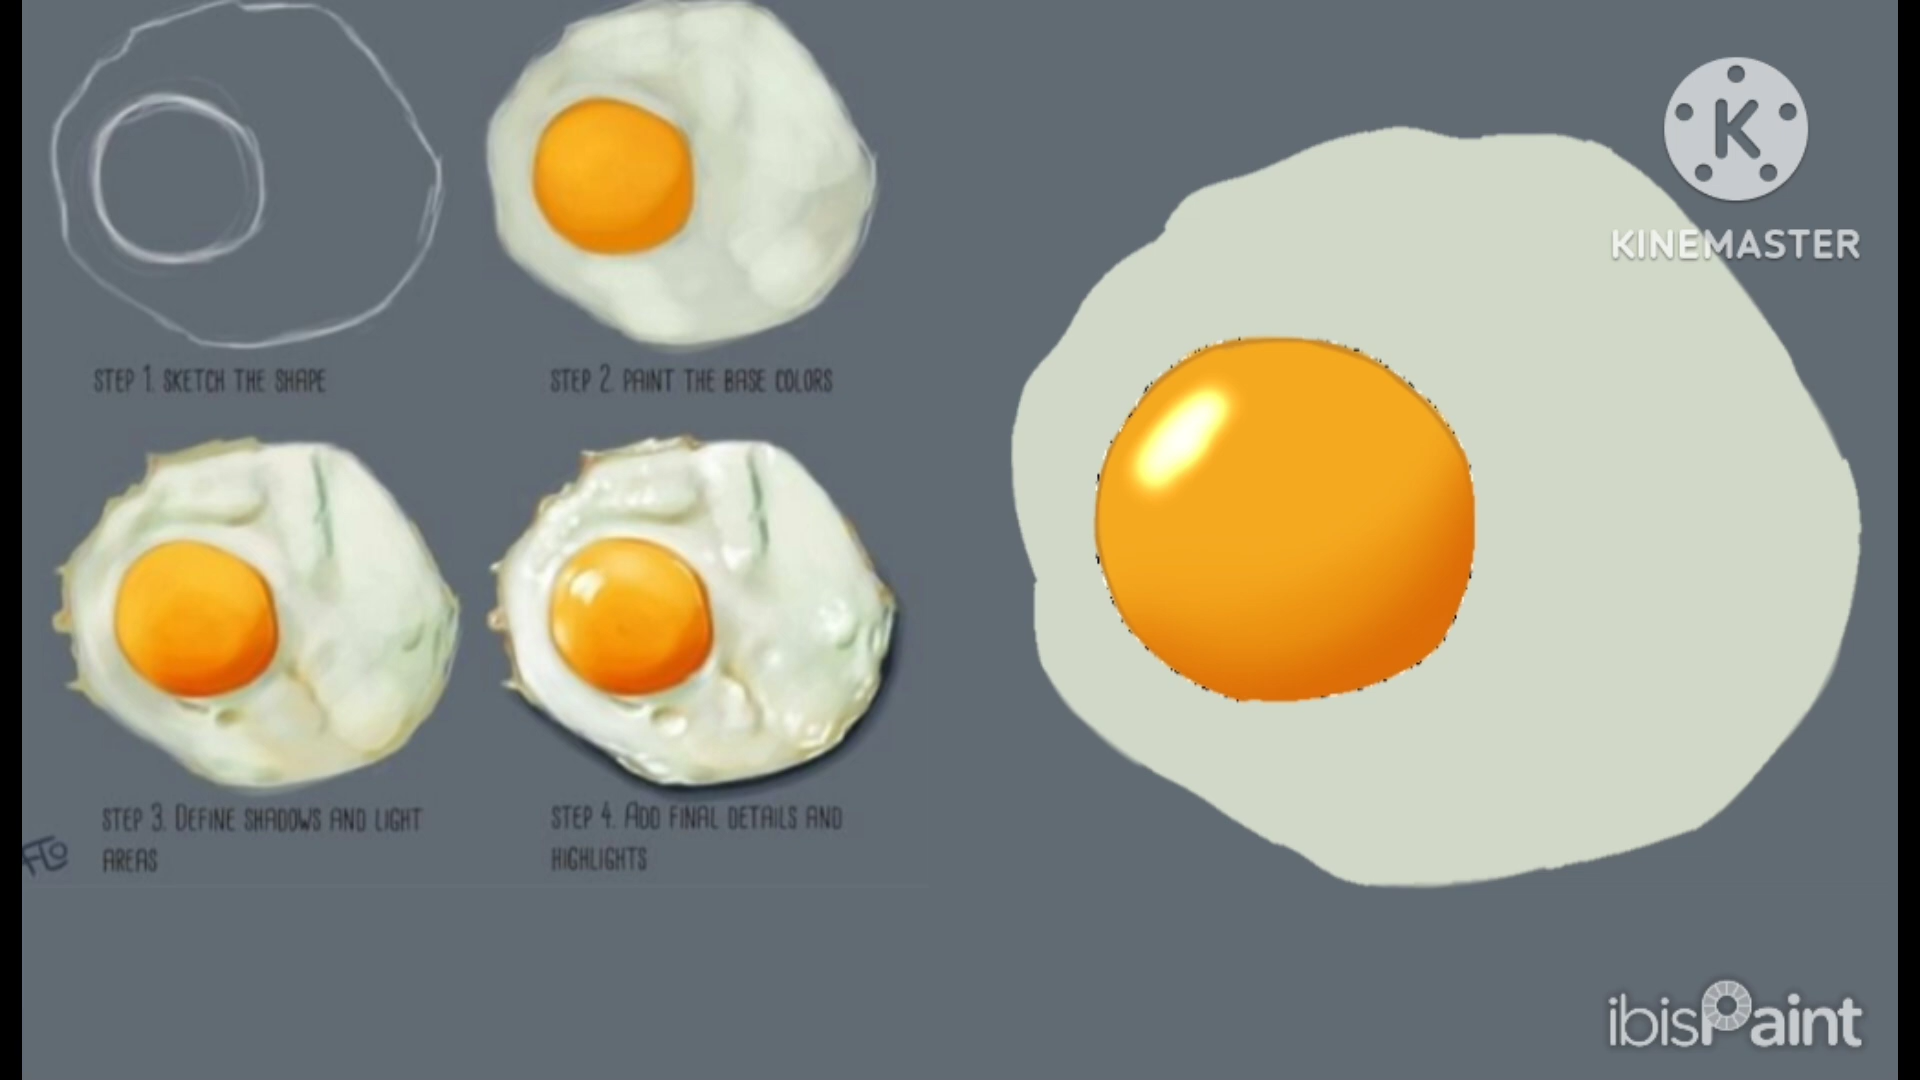 STEP 1. SKETCH THE SHAPE
STEP 2. PAINT THE BASE COLORS
STEP 3. DEFINE SHADOWS AND LIGHT
AREAS
STEP 4. ADD FINAL DETAILS AND
HIGHLIGHTS
FLO
K
KINEMASTER
ibisPaint